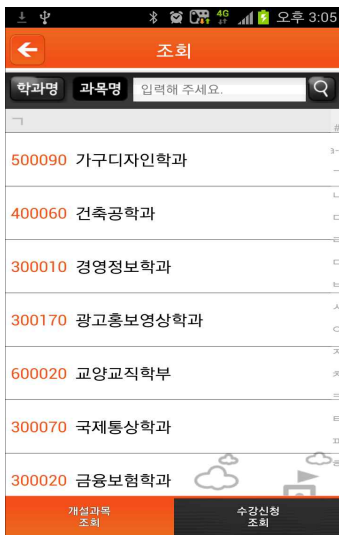 4G 오후 3:05
조회
학과명 과목명 입력해 주세요.
ㄱ
#
500090 가구디자인학과
400060 건축공학과
300010 경영정보학과
300170 광고홍보영상학과
600020 교양교직학부
300070 국제통상학과
300020 금융보험학과
개설과목 수강신청
조회 조회